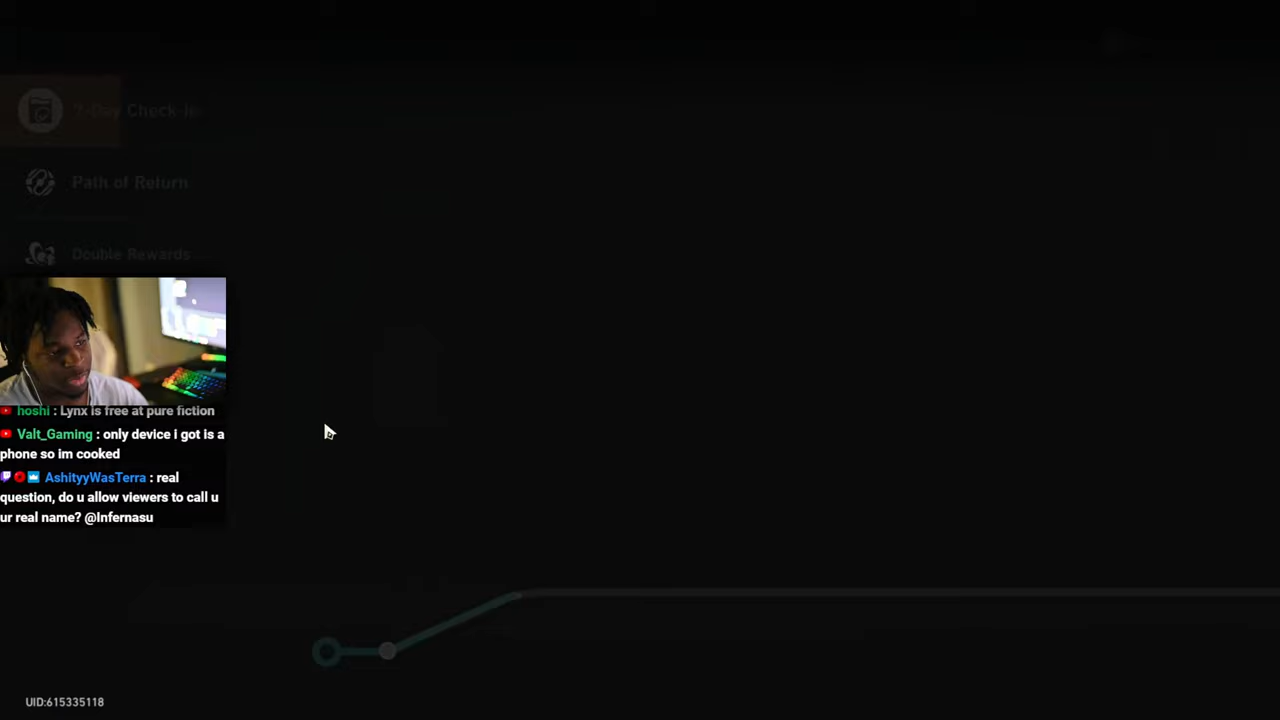 7-Day Check-In
Path of Return
Double Rewards
hoshi : Lynx is free at pure fiction
Valt_Gaming : only device i got is a
phone so im cooked
AshityyWasTerra : real
question, do u allow viewers to call u
ur real name? @Infernasu
UID:615335118